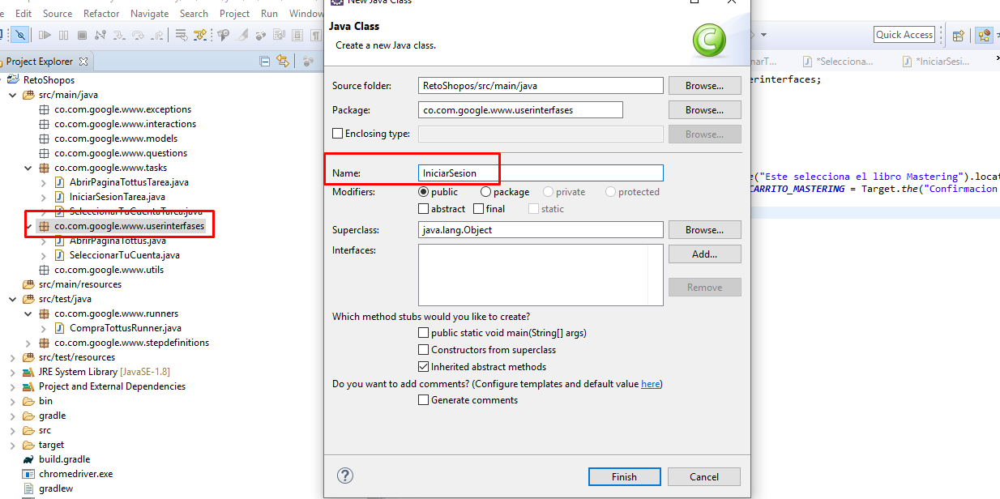 New Java Class
Edit Source Refactor Navigate Search Project Run Window
Quick Access
Project Explorer
RetoShopos
src/main/java
co.com.google.www.exceptions
co.com.google.www.interactions
co.com.google.www.models
co.com.google.www.questions
co.com.google.www.tasks
AbrirPaginaTottusTarea.java
IniciarSesionTarea.java
SeleccionarTuCuentaTarea.java
co.com.google.www.userinterfases
AbrirPaginaTottus.java
SeleccionarTuCuenta.java
co.com.google.www.utils
src/main/resources
src/test/java
co.com.google.www.runners
CompraTottusRunner.java
co.com.google.www.stepdefinitions
src/test/resources
JRE System Library [JavaSE-1.8]
Project and External Dependencies
bin
gradle
src
target
build.gradle
chromedriver.exe
gradlew
Java Class
Create a new Java class.
C
Source folder: RetoShopos/src/main/java Browse...
Package: co.com.google.www.userinterfases Browse...
Enclosing type: Browse...
Name: IniciarSesion
Modifiers: public package private protected
abstract final static
Superclass: java.lang.Object Browse...
Interfaces: Add...
Remove
Which method stubs would you like to create?
public static void main(String[] args)
Constructors from superclass
Inherited abstract methods
Do you want to add comments? (Configure templates and default value here)
Generate comments
? Finish Cancel
narT... *Selecciona... *IniciarSesi...
erinterfaces;
e("Este selecciona el libro Mastering").locat
CARRITO_MASTERING = Target.the("Confirmacion